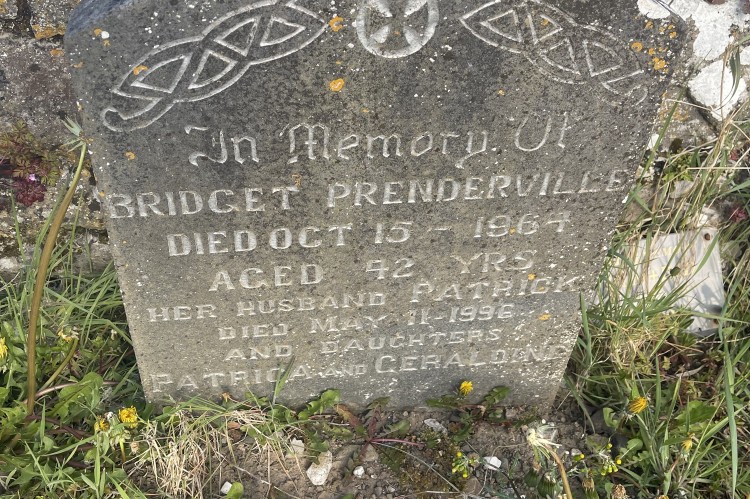 In Memory Of
BRIDGET PRENDERVILLE
DIED OCT 15 - 1964
AGED 42 YRS.
HER HUSBAND PATRICK
DIED MAY 11-1996
AND DAUGHTERS
PATRICIA AND GERALDINE